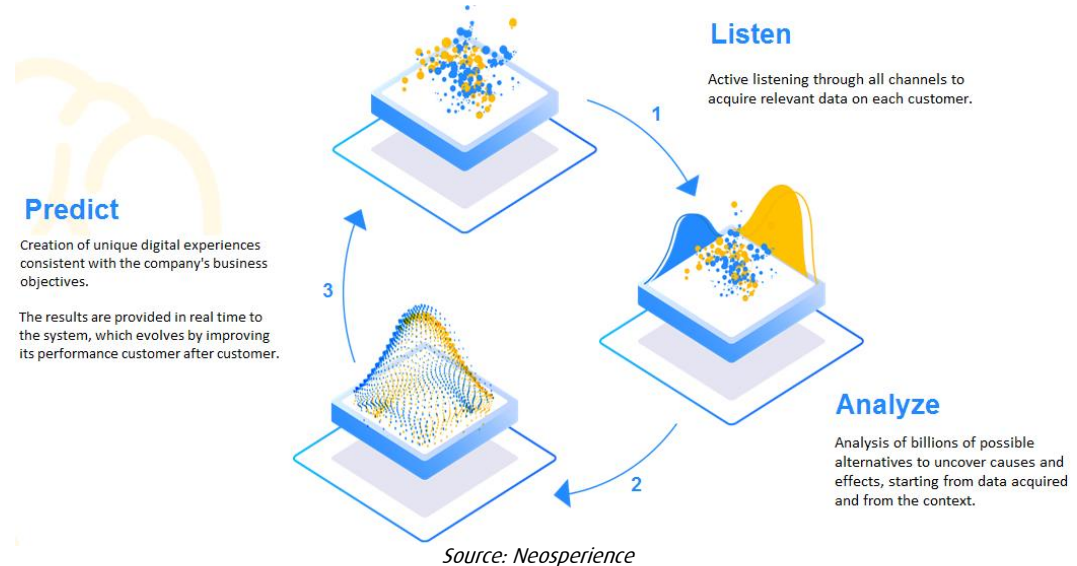 Listen
Active listening through all channels to
acquire relevant data on each customer.
1
Predict
Creation of unique digital experiences
consistent with the company's business
objectives.
The results are provided in real time to
the system, which evolves by improving
its performance customer after customer.
3
Analyze
Analysis of billions of possible
alternatives to uncover causes and
effects, starting from data acquired
and from the context.
2
Source: Neosperience